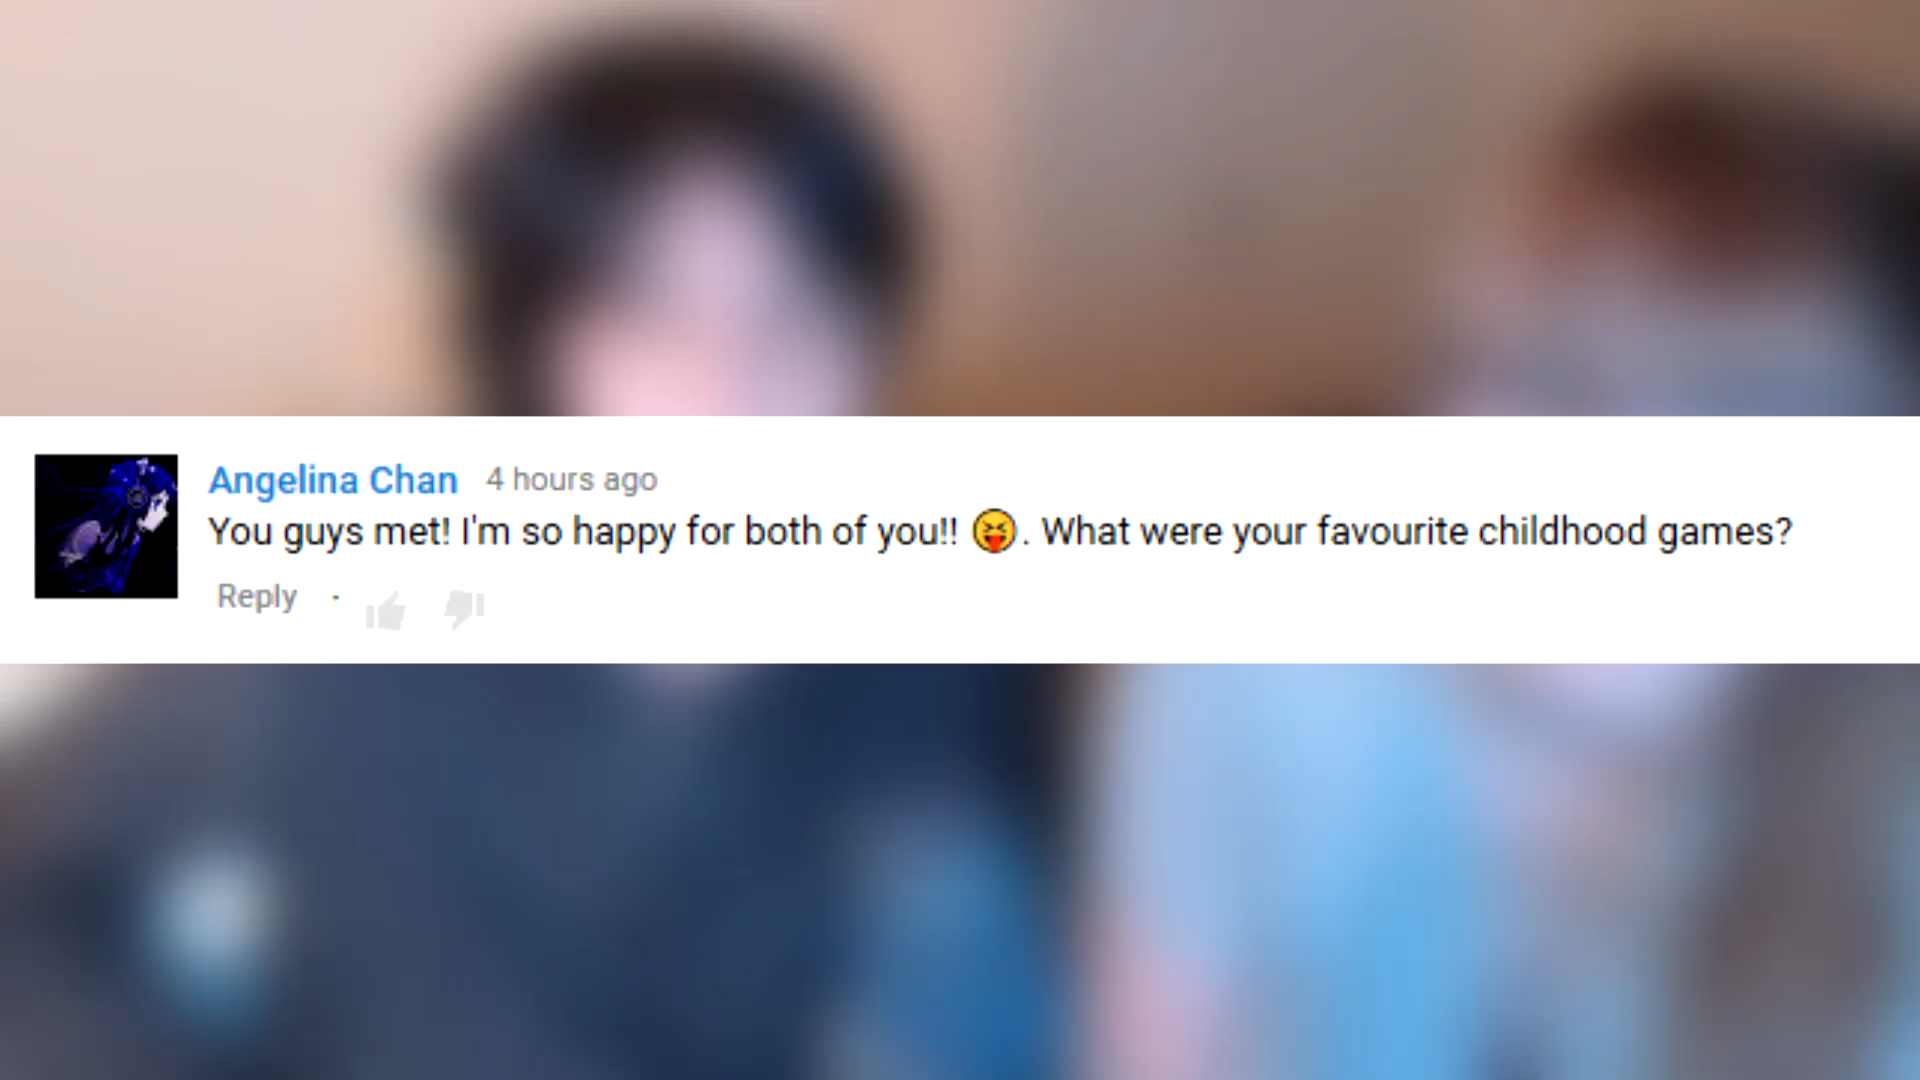 Angelina Chan 4 hours ago
You guys met! I'm so happy for both of you!! 😝. What were your favourite childhood games?
Reply ·